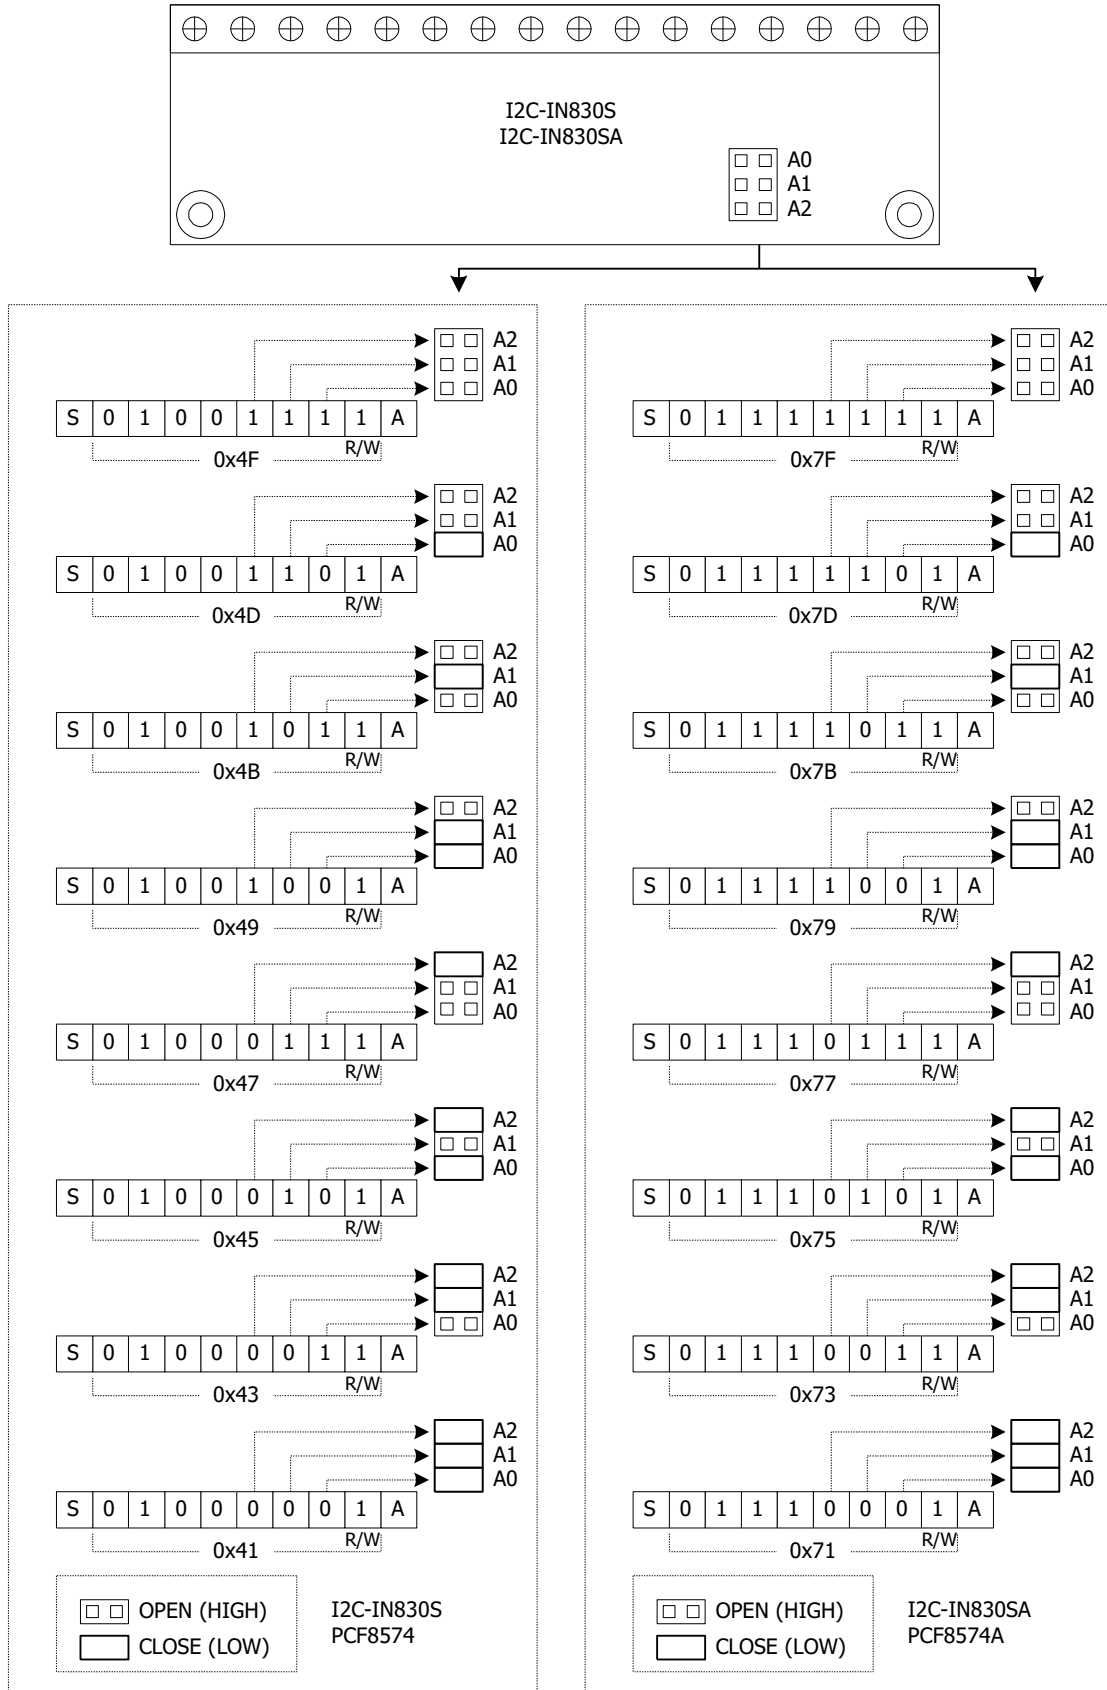 I2C-IN830S
I2C-IN830SA
A0
A1
A2
A2
A1
A0
S 0 1 0 0 1 1 1 1 A
R/W
0x4F
A2
A1
A0
S 0 1 0 0 1 1 0 1 A
R/W
0x4D
A2
A1
A0
S 0 1 0 0 1 0 1 1 A
R/W
0x4B
A2
A1
A0
S 0 1 0 0 1 0 0 1 A
R/W
0x49
A2
A1
A0
S 0 1 0 0 0 1 1 1 A
R/W
0x47
A2
A1
A0
S 0 1 0 0 0 1 0 1 A
R/W
0x45
A2
A1
A0
S 0 1 0 0 0 0 1 1 A
R/W
0x43
A2
A1
A0
S 0 1 0 0 0 0 0 1 A
R/W
0x41
OPEN (HIGH)
CLOSE (LOW)
I2C-IN830S
PCF8574
A2
A1
A0
S 0 1 1 1 1 1 1 1 A
R/W
0x7F
A2
A1
A0
S 0 1 1 1 1 1 0 1 A
R/W
0x7D
A2
A1
A0
S 0 1 1 1 1 0 1 1 A
R/W
0x7B
A2
A1
A0
S 0 1 1 1 1 0 0 1 A
R/W
0x79
A2
A1
A0
S 0 1 1 1 0 1 1 1 A
R/W
0x77
A2
A1
A0
S 0 1 1 1 0 1 0 1 A
R/W
0x75
A2
A1
A0
S 0 1 1 1 0 0 1 1 A
R/W
0x73
A2
A1
A0
S 0 1 1 1 0 0 0 1 A
R/W
0x71
OPEN (HIGH)
CLOSE (LOW)
I2C-IN830SA
PCF8574A